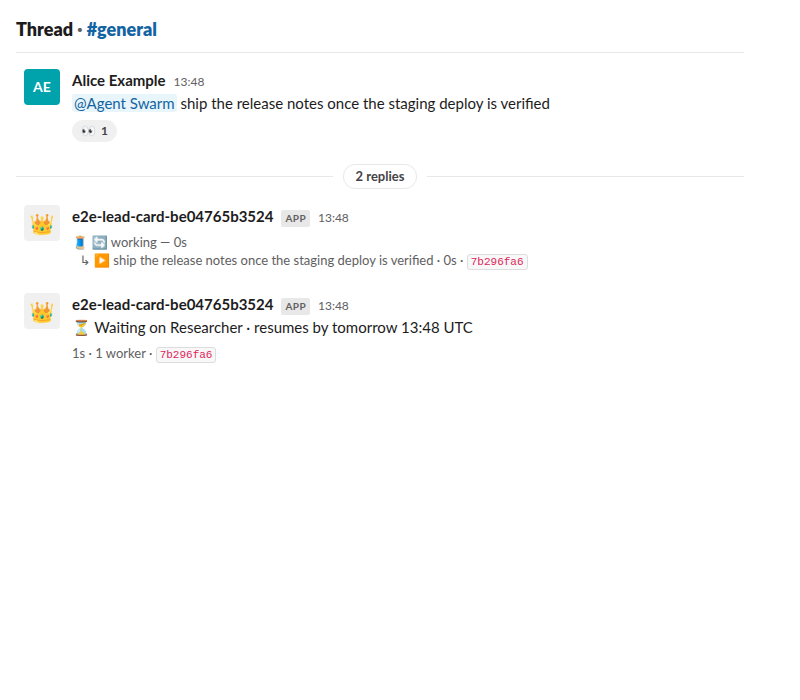 Thread • #general
AE
Alice Example 13:48
@Agent Swarm ship the release notes once the staging deploy is verified
👀 1
2 replies
e2e-lead-card-be04765b3524 APP 13:48
🧵 🔄 working — 0s
↳ ▶️ ship the release notes once the staging deploy is verified · 0s · 7b296fa6
e2e-lead-card-be04765b3524 APP 13:48
⏳ Waiting on Researcher · resumes by tomorrow 13:48 UTC
1s · 1 worker · 7b296fa6